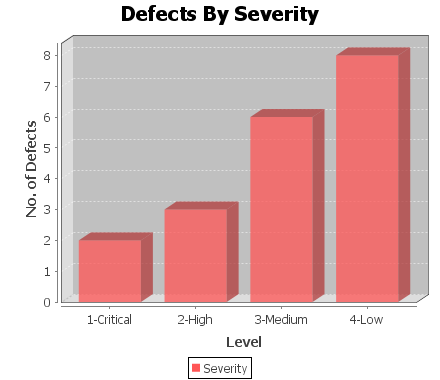 Defects By Severity
No. of Defects
8
7
6
5
4
3
2
1
0
1-Critical 2-High 3-Medium 4-Low
Level
Severity